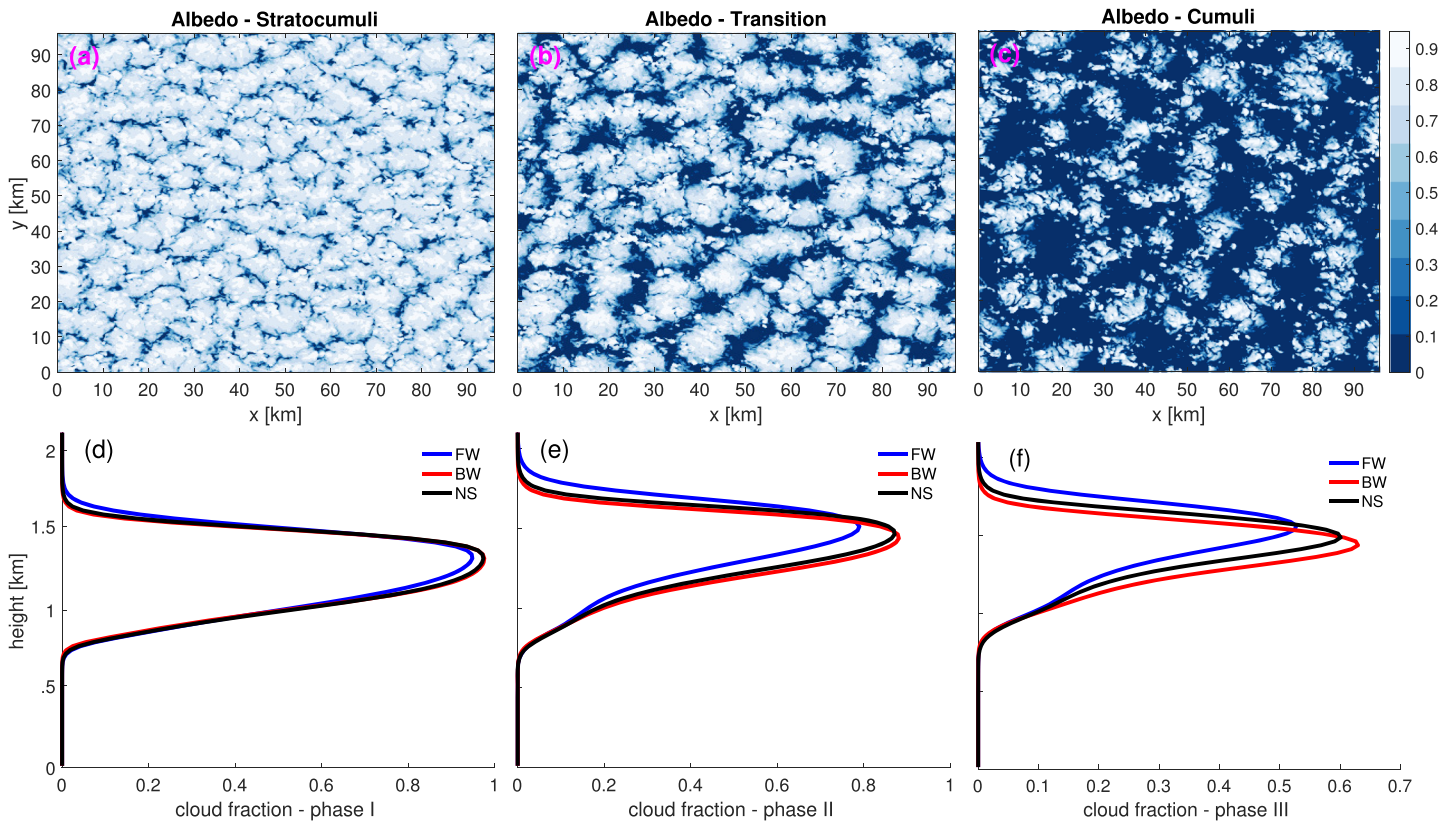 Albedo - Stratocumuli
Albedo - Transition
Albedo - Cumuli
(a)
(b)
(c)
90
80
70
60
50
40
30
20
10
0
y [km]
0 10 20 30 40 50 60 70 80 90
x [km]
0 10 20 30 40 50 60 70 80 90
x [km]
0 10 20 30 40 50 60 70 80 90
x [km]
0.9
0.8
0.7
0.6
0.5
0.4
0.3
0.2
0.1
0
(d)
FW
BW
NS
2
1.5
1
.5
0
height [km]
0 0.2 0.4 0.6 0.8 1
cloud fraction - phase I
(e)
FW
BW
NS
0 0.2 0.4 0.6 0.8 1
cloud fraction - phase II
(f)
FW
BW
NS
0 0.1 0.2 0.3 0.4 0.5 0.6 0.7
cloud fraction - phase III